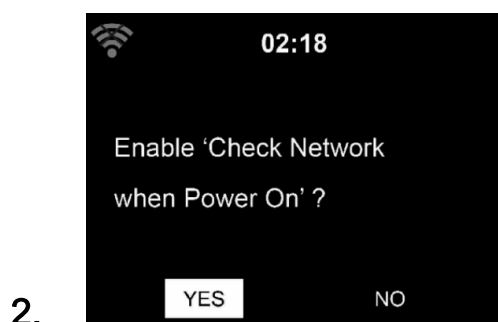 02:18
Enable ‘Check Network
when Power On’ ?
YES NO
2.